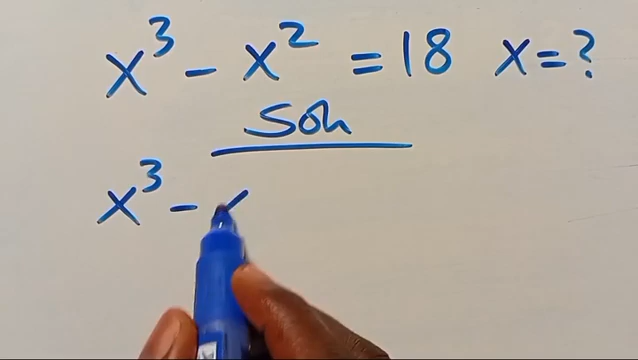 x³ - x² = 18 x = ?
Soln
x³ - x